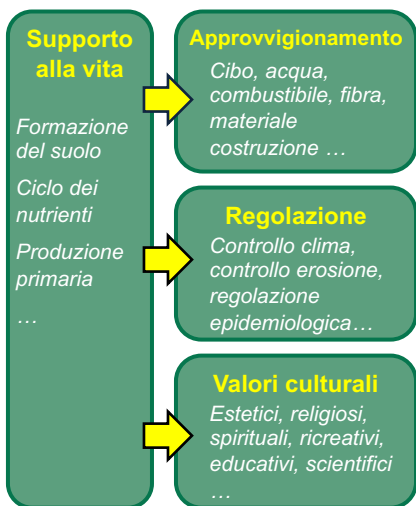 Supporto
alla vita
Formazione
del suolo
Ciclo dei
nutrienti
Produzione
primaria
…
Approvvigionamento
Cibo, acqua,
combustibile, fibra,
materiale
costruzione …
Regolazione
Controllo clima,
controllo erosione,
regolazione
epidemiologica…
Valori culturali
Estetici, religiosi,
spirituali, ricreativi,
educativi, scientifici
…